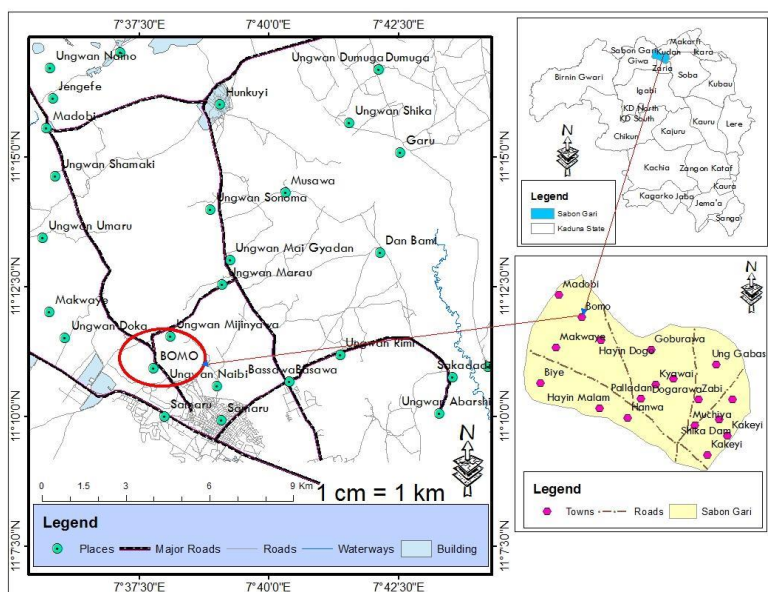 7°37'30"E
7°40'0"E
7°42'30"E
Ungwan Namo
Ungwan Dumuga Dumuga
Jengefe
Hunkuyi
Madobi
Ungwan Shika
Garu
11°15'0"N
11°15'0"N
Ungwan Shamaki
Musawa
Ungwan Sonoma
Ungwan Umaru
Dan Bami
Ungwan Mai Gyadan
Ungwan Marau
11°12'30"N
11°12'30"N
Makwaye
Ungwan Doka
Ungwan Mijinyawa
BOMO
Ungwan Rimi
Ungwan Naibi
Bassawa Basawa
Sakadadi
11°10'0"N
11°10'0"N
Samaru
Samaru
Ungwan Abarshi
N
0 1.5 3 6 9 Km
1 cm = 1 km
Legend
Places
Major Roads
Roads
Waterways
Building
11°7'30"N
11°7'30"N
7°37'30"E
7°40'0"E
7°42'30"E
Makarfi
Sabon Gari
Kudan
Ikara
Giwa
Zaria
Soba
Birnin Gwari
Igabi
Kubau
KD North
KD South
Kauru
Lere
Chikun
Kajuru
N
Kachia
Zangon Kataf
Kaura
Kagarko
Jaba
Jema'a
Sanga
Legend
Sabon Gari
Kaduna State
N
Madobi
Bomo
Makwaye
Hayin Dogo
Goburawa
Ung Gabas
Biye
Kyawai
Palladan
Dogarawa
Zabi
Hayin Malam
Hanwa
Muchiya
Kakeyi
Shika Dam
Kakeyi
Legend
Towns
Roads
Sabon Gari